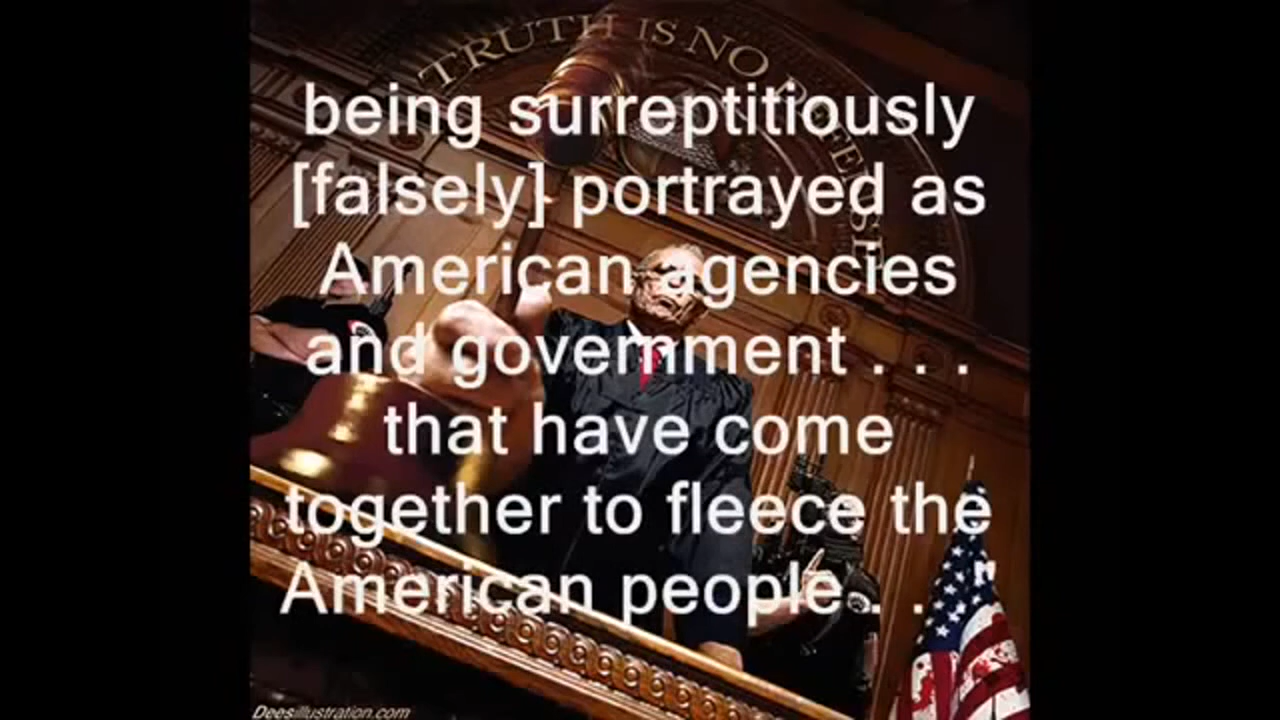 TRUTH IS NO DEFENSE
being surreptitiously
[falsely] portrayed as
American agencies
and government . . .
that have come
together to fleece the
American people . . "
Deesillustration.com